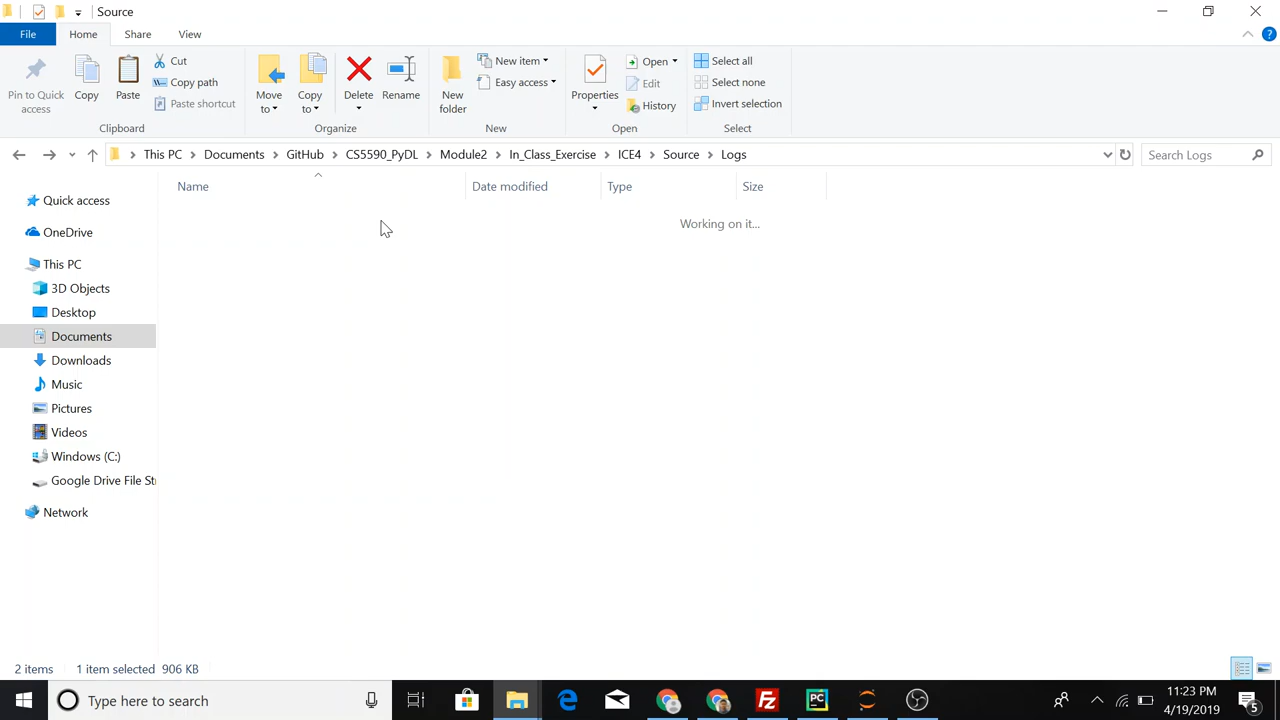 Source
File Home Share View
Pin to Quick access
Copy
Paste
Cut
Copy path
Paste shortcut
Clipboard
Move to
Copy to
Delete
Rename
Organize
New folder
New item
Easy access
New
Properties
Open
Edit
History
Open
Select all
Select none
Invert selection
Select
This PC Documents GitHub CS5590_PyDL Module2 In_Class_Exercise ICE4 Source Logs
Search Logs
Name Date modified Type Size
Working on it...
Quick access
OneDrive
This PC
3D Objects
Desktop
Documents
Downloads
Music
Pictures
Videos
Windows (C:)
Google Drive File St
Network
2 items 1 item selected 906 KB
Type here to search
11:23 PM
4/19/2019
5